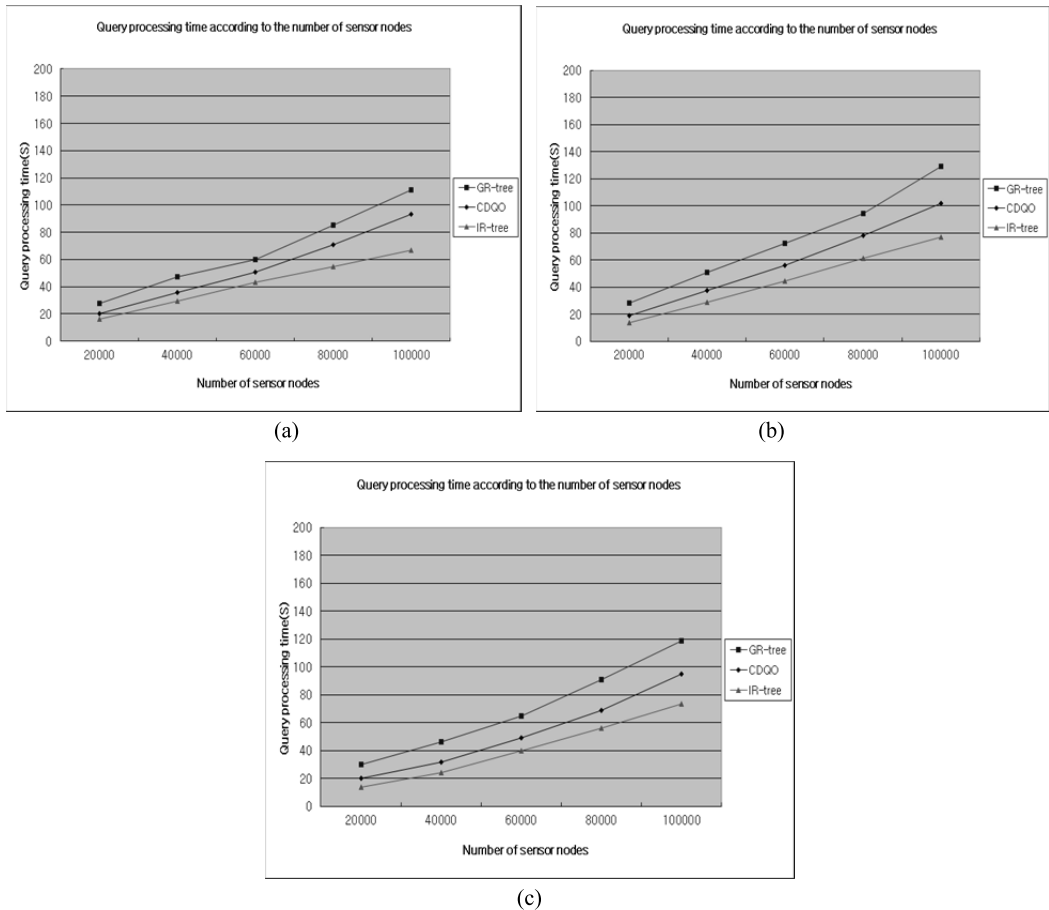 Query processing time according to the number of sensor nodes
200
180
160
140
120
100
80
60
40
20
0
Query processing time(S)
20000 40000 60000 80000 100000
Number of sensor nodes
GR-tree
CDQO
IR-tree
(a)
Query processing time according to the number of sensor nodes
200
180
160
140
120
100
80
60
40
20
0
Query processing time(S)
20000 40000 60000 80000 100000
Number of sensor nodes
GR-tree
CDQO
IR-tree
(b)
Query processing time according to the number of sensor nodes
200
180
160
140
120
100
80
60
40
20
0
Query processing time(S)
20000 40000 60000 80000 100000
Number of sensor nodes
GR-tree
CDQO
IR-tree
(c)